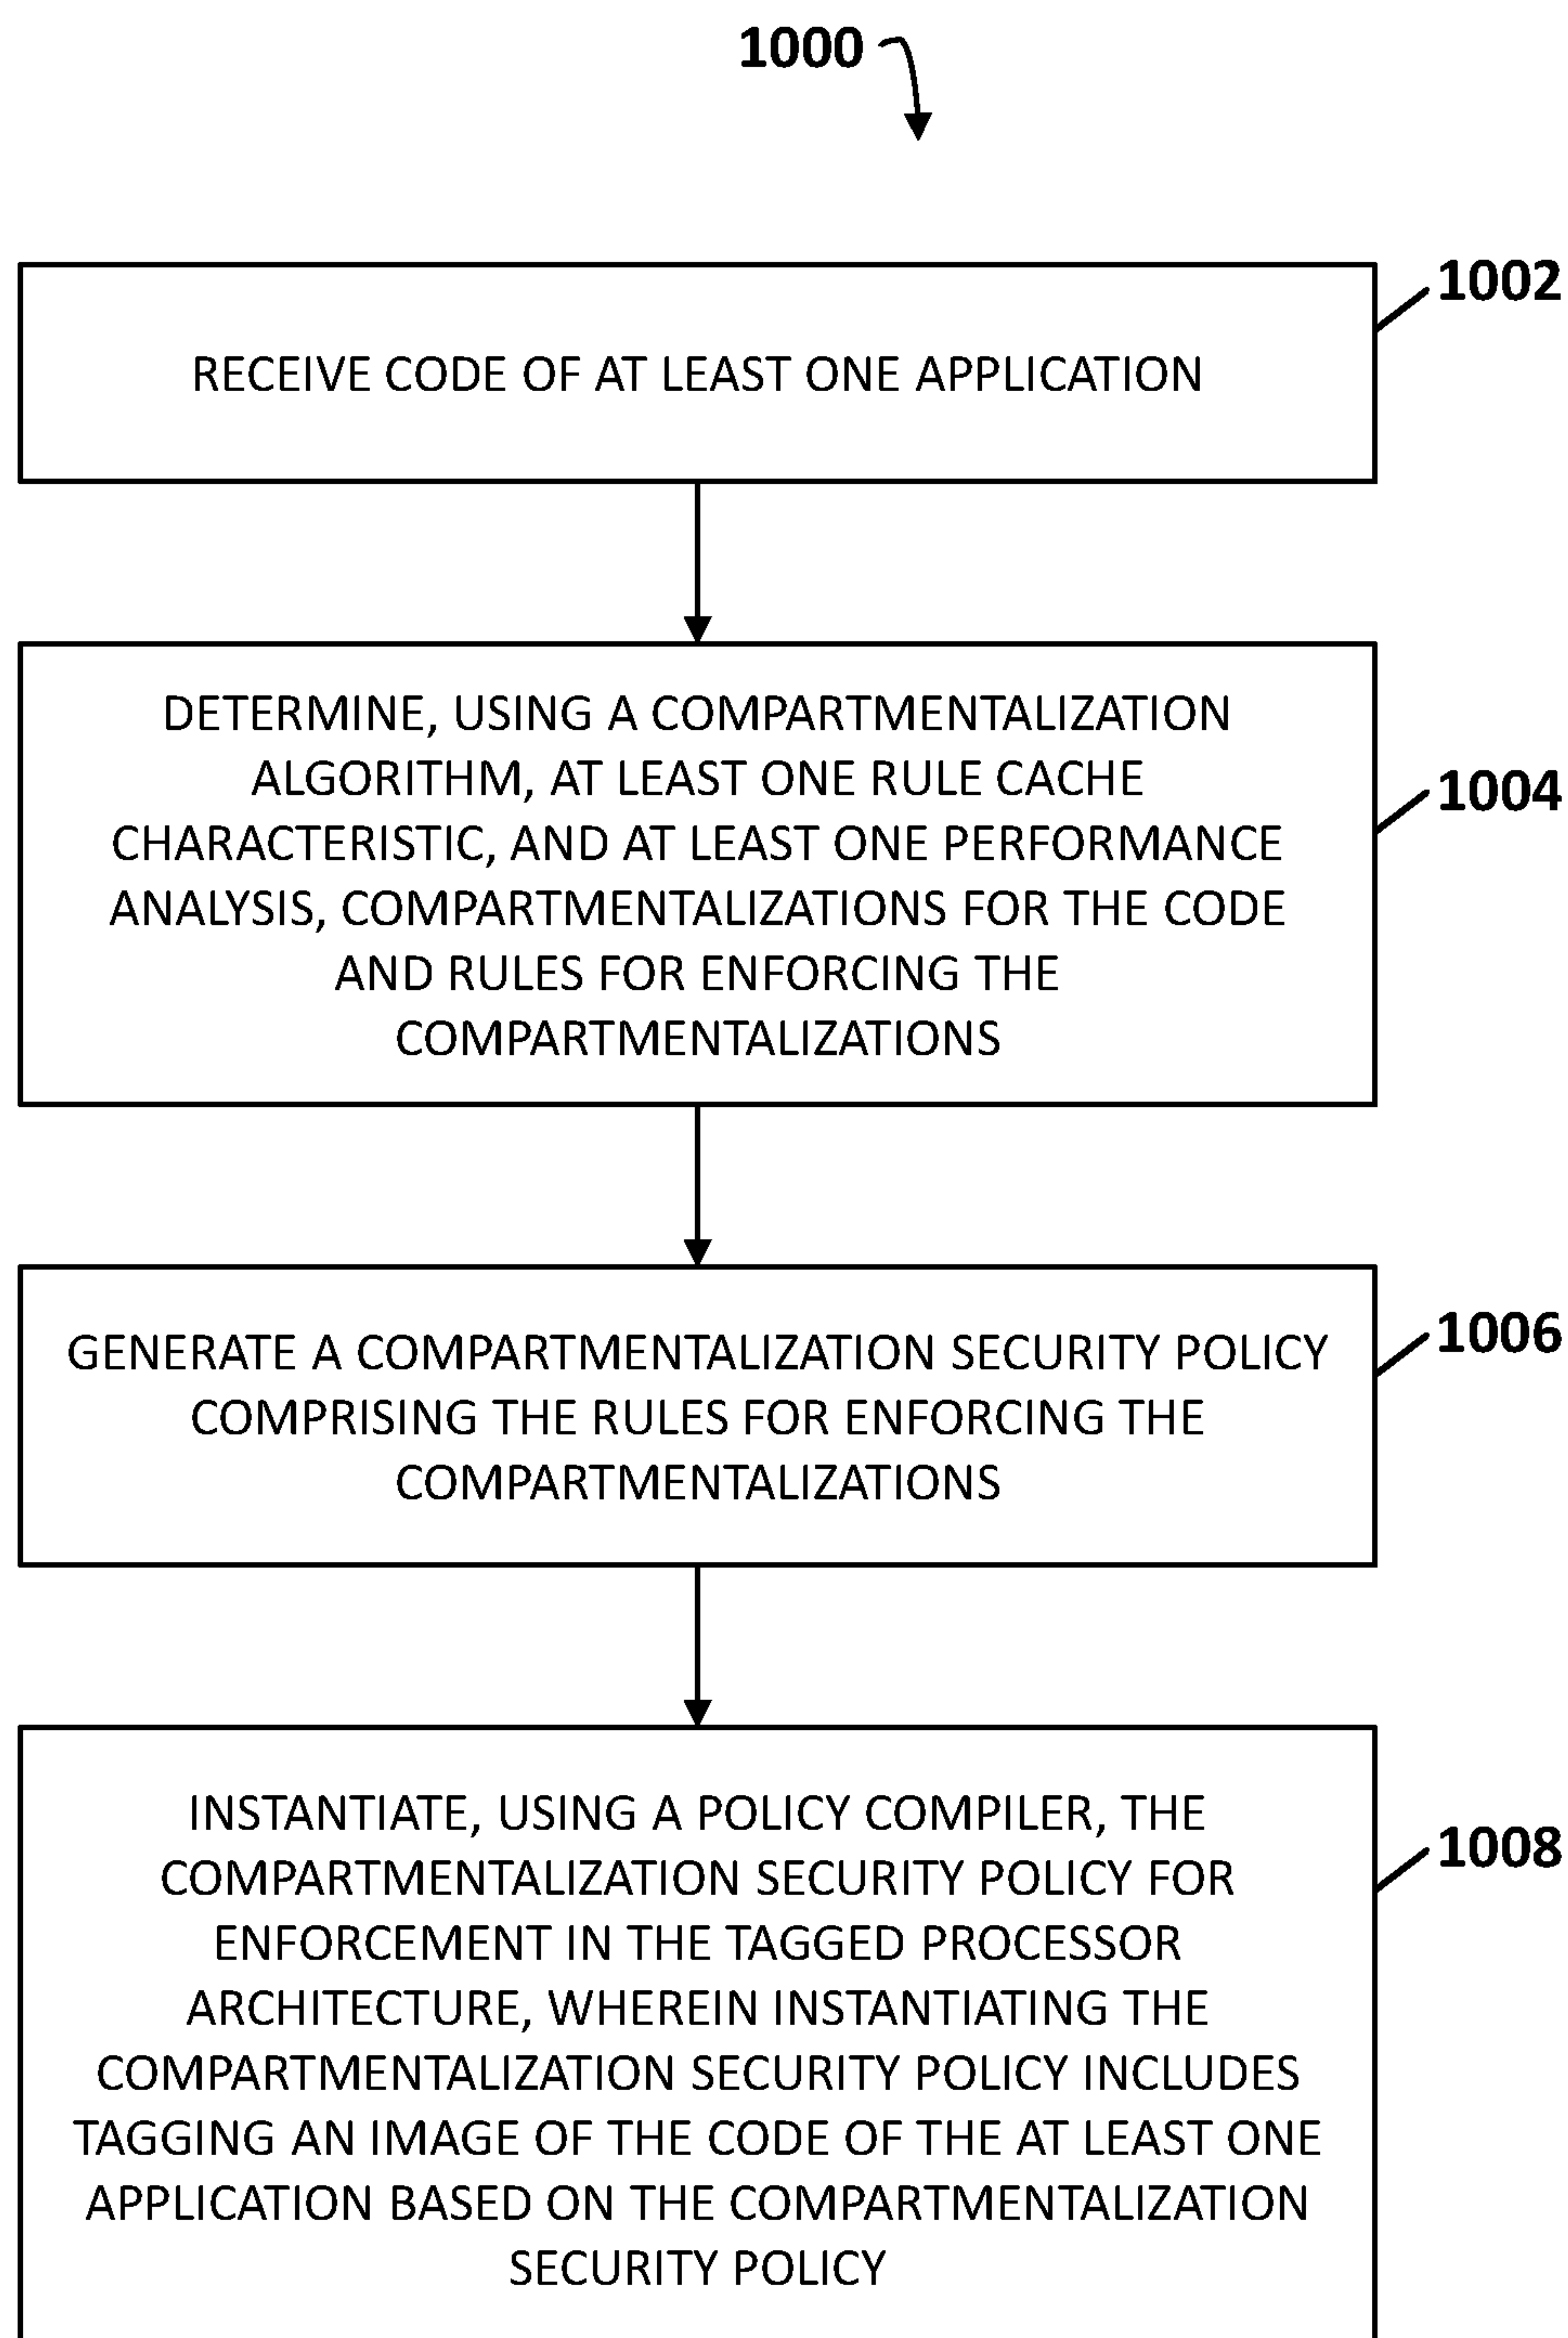 1000
1002
RECEIVE CODE OF AT LEAST ONE APPLICATION
DETERMINE, USING A COMPARTMENTALIZATION
ALGORITHM, AT LEAST ONE RULE CACHE
1004
CHARACTERISTIC, AND AT LEAST ONE PERFORMANCE
ANALYSIS, COMPARTMENTALIZATIONS FOR THE CODE
AND RULES FOR ENFORCING THE
COMPARTMENTALIZATIONS
1006
GENERATE A COMPARTMENTALIZATION SECURITY POLICY
COMPRISING THE RULES FOR ENFORCING THE
COMPARTMENTALIZATIONS
INSTANTIATE, USING A POLICY COMPILER, THE
1008
COMPARTMENTALIZATION SECURITY POLICY FOR
ENFORCEMENT IN THE TAGGED PROCESSOR
ARCHITECTURE, WHEREIN INSTANTIATING THE
COMPARTMENTALIZATION SECURITY POLICY INCLUDES
TAGGING AN IMAGE OF THE CODE OF THE AT LEAST ONE
APPLICATION BASED ON THE COMPARTMENTALIZATION
SECURITY POLICY